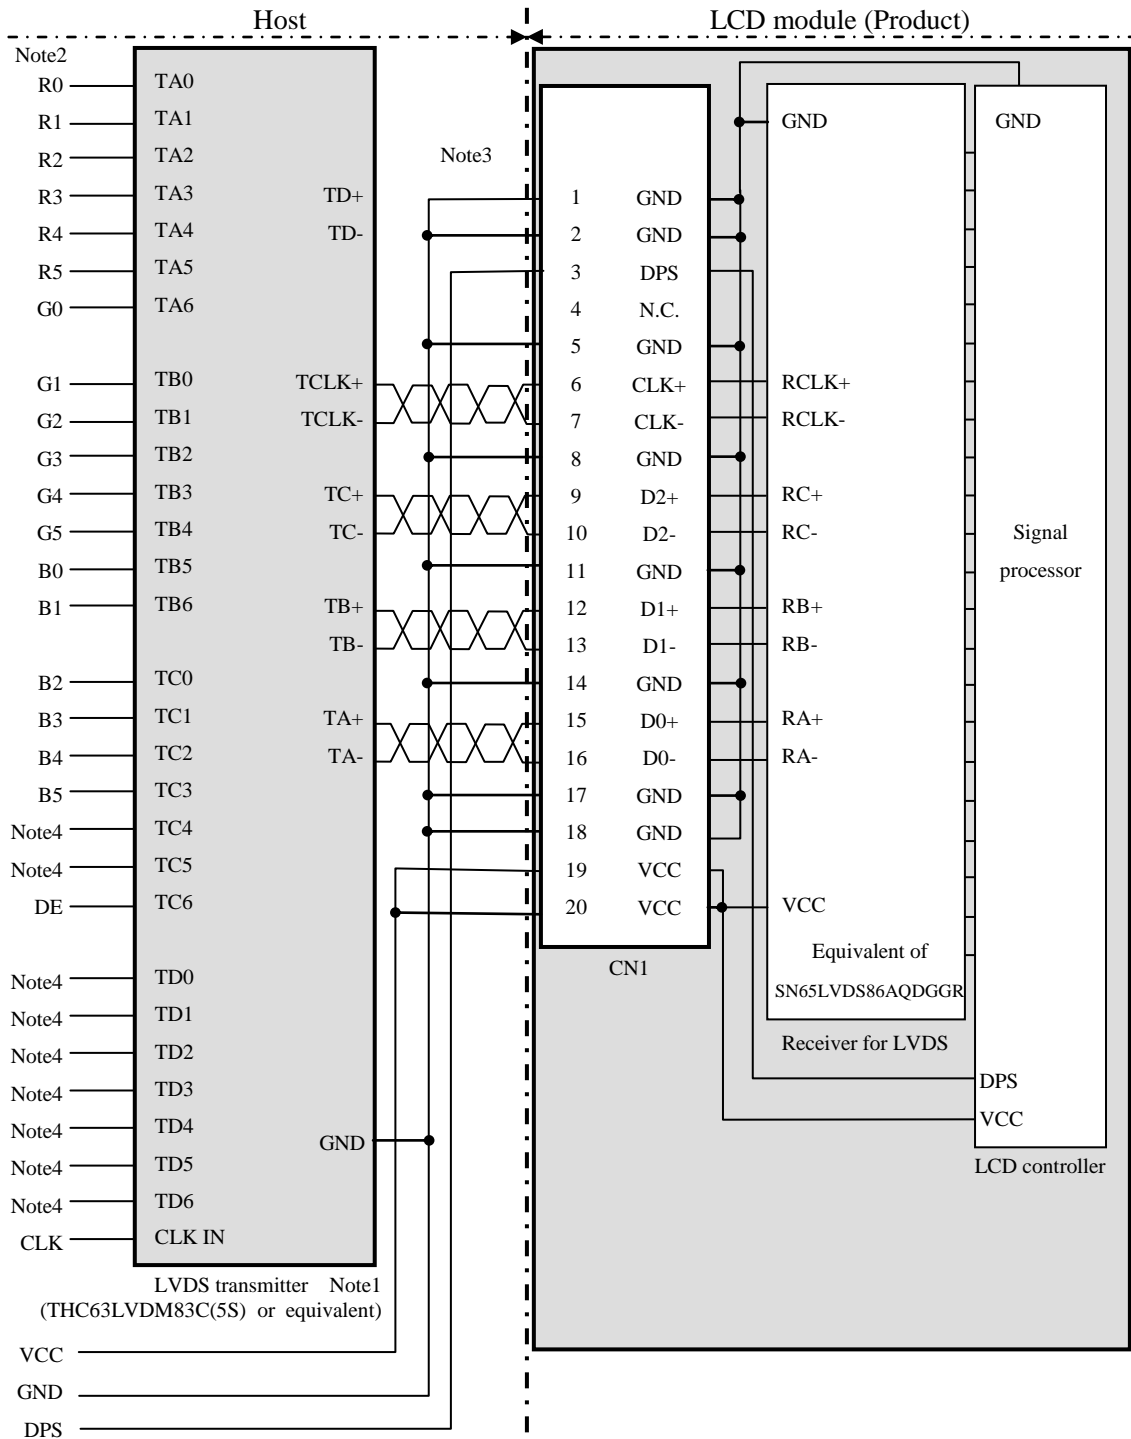 Host
LCD module (Product)
Note2
R0 TA0
R1 TA1
R2 TA2
R3 TA3
R4 TA4
R5 TA5
G0 TA6
G1 TB0
G2 TB1
G3 TB2
G4 TB3
G5 TB4
B0 TB5
B1 TB6
B2 TC0
B3 TC1
B4 TC2
B5 TC3
Note4 TC4
Note4 TC5
DE TC6
Note4 TD0
Note4 TD1
Note4 TD2
Note4 TD3
Note4 TD4
Note4 TD5
Note4 TD6
CLK CLK IN
TD+
TD-
TCLK+
TCLK-
TC+
TC-
TB+
TB-
TA+
TA-
GND
LVDS transmitter Note1
(THC63LVDM83C(5S) or equivalent)
VCC
GND
DPS
Note3
1 GND
2 GND
3 DPS
4 N.C.
5 GND
6 CLK+
7 CLK-
8 GND
9 D2+
10 D2-
11 GND
12 D1+
13 D1-
14 GND
15 D0+
16 D0-
17 GND
18 GND
19 VCC
20 VCC
CN1
GND
RCLK+
RCLK-
RC+
RC-
RB+
RB-
RA+
RA-
VCC
Equivalent of
SN65LVDS86AQDGGR
Receiver for LVDS
GND
Signal
processor
DPS
VCC
LCD controller